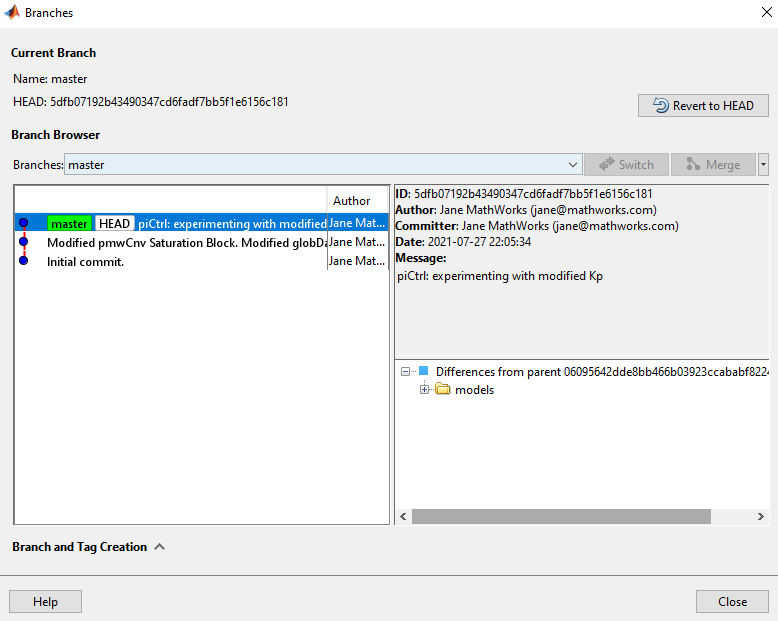 Branches
Current Branch
Name: master
HEAD: 5dfb07192b43490347cd6fadf7bb5f1e6156c181
Revert to HEAD
Branch Browser
Branches: master
Switch
Merge
Author
master HEAD piCtrl: experimenting with modified Jane Mat...
Modified pmwCnv Saturation Block. Modified globDa Jane Mat...
Initial commit. Jane Mat...
ID: 5dfb07192b43490347cd6fadf7bb5f1e6156c181
Author: Jane MathWorks (jane@mathworks.com)
Committer: Jane MathWorks (jane@mathworks.com)
Date: 2021-07-27 22:05:34
Message:
piCtrl: experimenting with modified Kp
Differences from parent 06095642dde8bb466b03923ccababf8224
models
Branch and Tag Creation
Help
Close